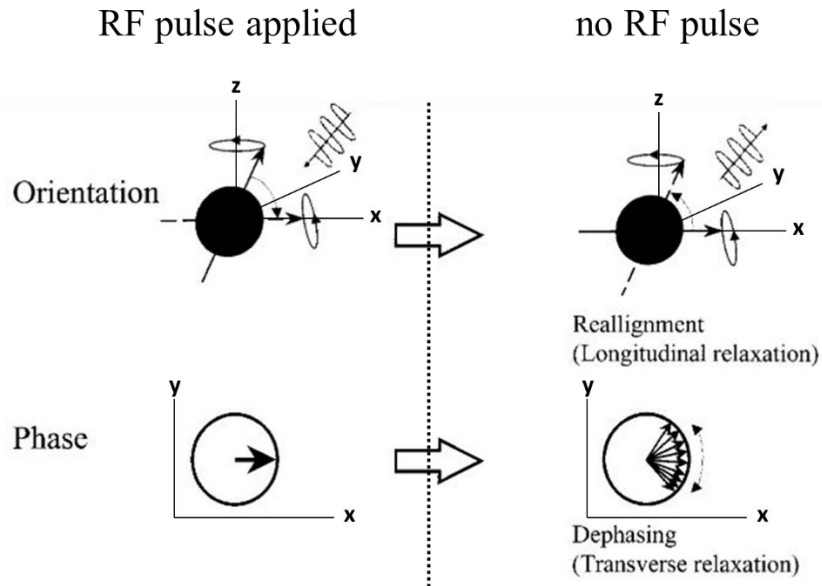 RF pulse applied
no RF pulse
z
y
x
Orientation
z
y
x
Reallignment
(Longitudinal relaxation)
y
x
Phase
y
x
Dephasing
(Transverse relaxation)